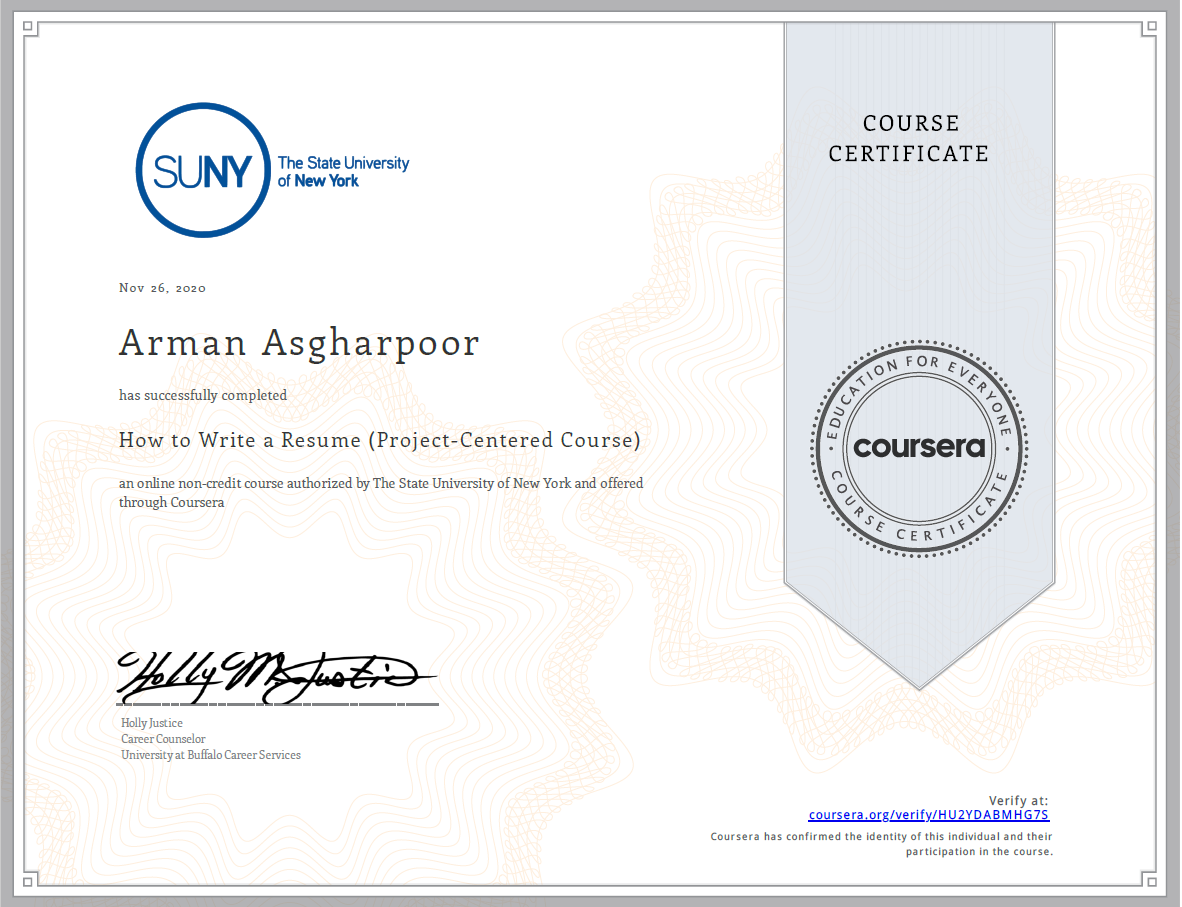 SUNY
The State University
of New York
COURSE
CERTIFICATE
Nov 26, 2020
Arman Asgharpoor
has successfully completed
How to Write a Resume (Project-Centered Course)
an online non-credit course authorized by The State University of New York and offered
through Coursera
EDUCATION FOR EVERYONE
coursera
COURSE CERTIFICATE
Holly M. Justice
Holly Justice
Career Counselor
University at Buffalo Career Services
Verify at:
coursera.org/verify/HU2YDABMHG7S
Coursera has confirmed the identity of this individual and their
participation in the course.